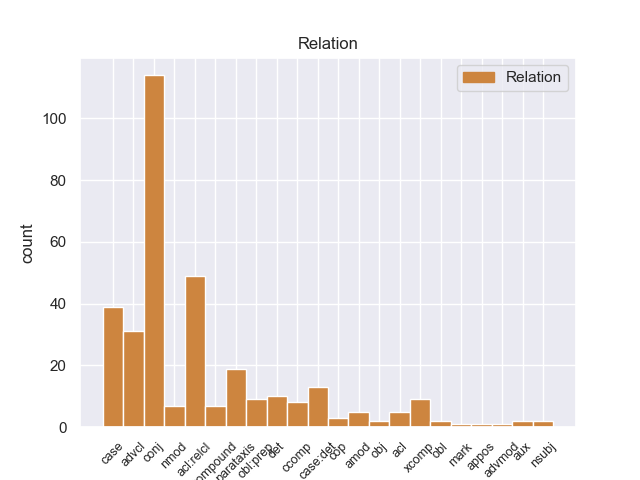 Relation
Relation
count
100
80
60
40
20
0
case
advcl
conj
nmod
acl:relcl
compound
parataxis
obl:prep
det
ccomp
case:det
cop
amod
obj
acl
xcomp
obl
mark
appos
advmod
aux
nsubj